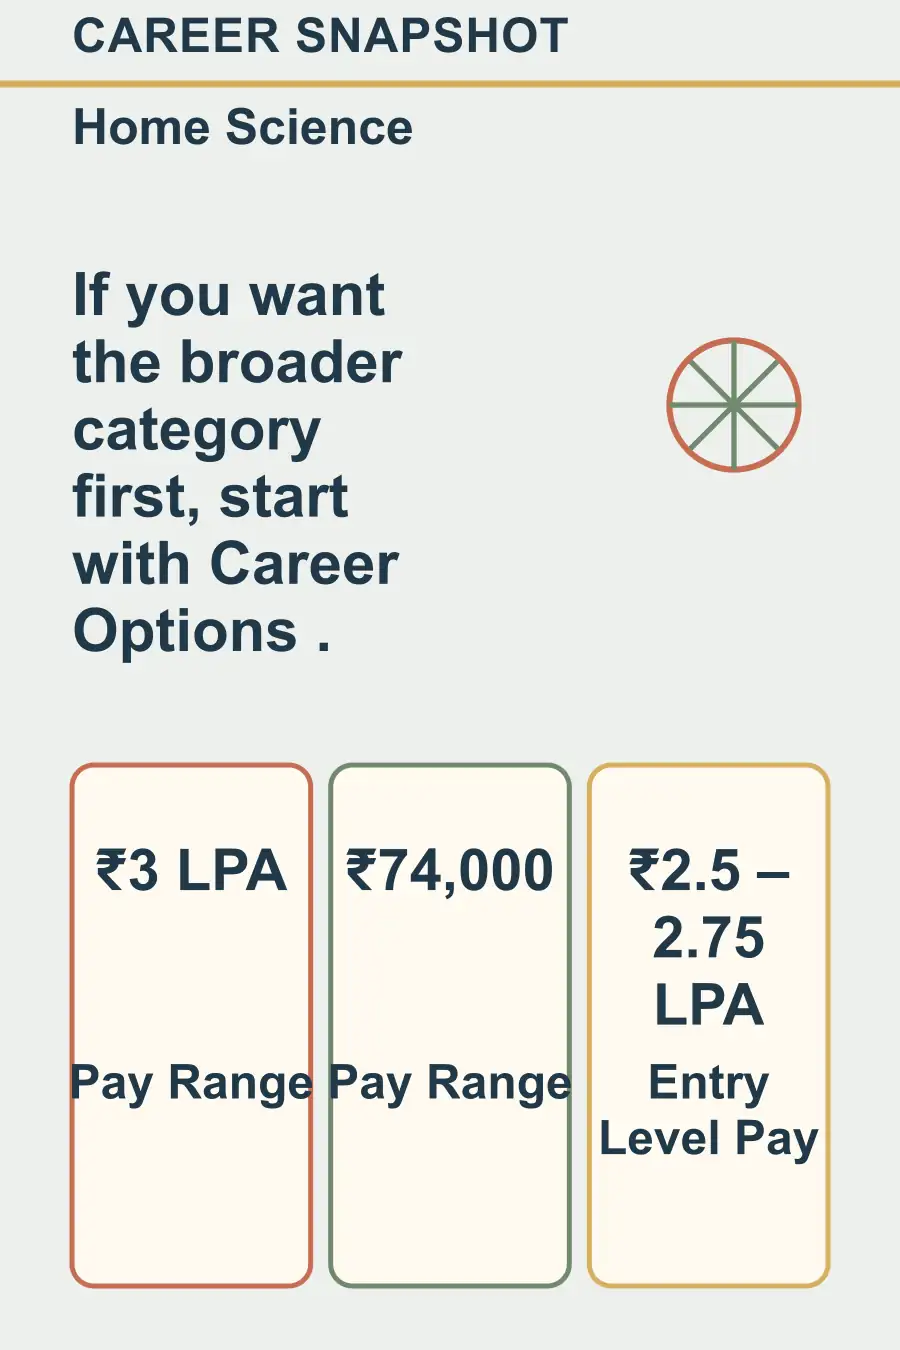 CAREER SNAPSHOT
Home Science
If you want
the broader
category
first, start
with Career
Options .
₹3 LPA
Pay Range
₹74,000
Pay Range
₹2.5 –
2.75
LPA
Entry
Level Pay